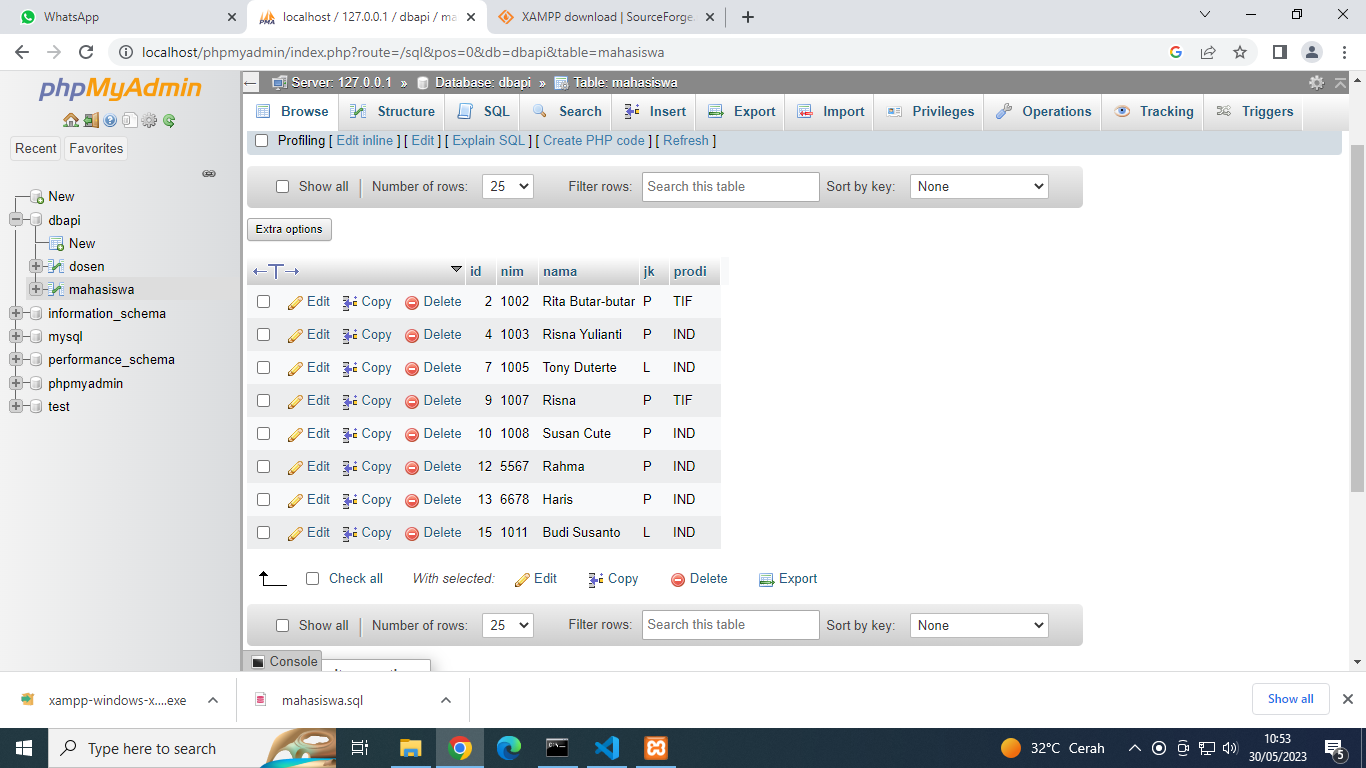 WhatsApp
localhost / 127.0.0.1 / dbapi / ma
XAMPP download | SourceForge.
localhost/phpmyadmin/index.php?route=/sql&pos=0&db=dbapi&table=mahasiswa
phpMyAdmin
Recent Favorites
New
dbapi
New
dosen
mahasiswa
information_schema
mysql
performance_schema
phpmyadmin
test
Server: 127.0.0.1 » Database: dbapi » Table: mahasiswa
Browse Structure SQL Search Insert Export Import Privileges Operations Tracking Triggers
Profiling [ Edit inline ] [ Edit ] [ Explain SQL ] [ Create PHP code ] [ Refresh ]
Show all Number of rows: 25 Filter rows: Search this table Sort by key: None
Extra options
←T→ id nim nama jk prodi
Edit Copy Delete 2 1002 Rita Butar-butar P TIF
Edit Copy Delete 4 1003 Risna Yulianti P IND
Edit Copy Delete 7 1005 Tony Duterte L IND
Edit Copy Delete 9 1007 Risna P TIF
Edit Copy Delete 10 1008 Susan Cute P IND
Edit Copy Delete 12 5567 Rahma P IND
Edit Copy Delete 13 6678 Haris P IND
Edit Copy Delete 15 1011 Budi Susanto L IND
Check all With selected: Edit Copy Delete Export
Show all Number of rows: 25 Filter rows: Search this table Sort by key: None
Console
xampp-windows-x....exe
mahasiswa.sql
Show all
Type here to search
32°C Cerah
10:53
30/05/2023
5